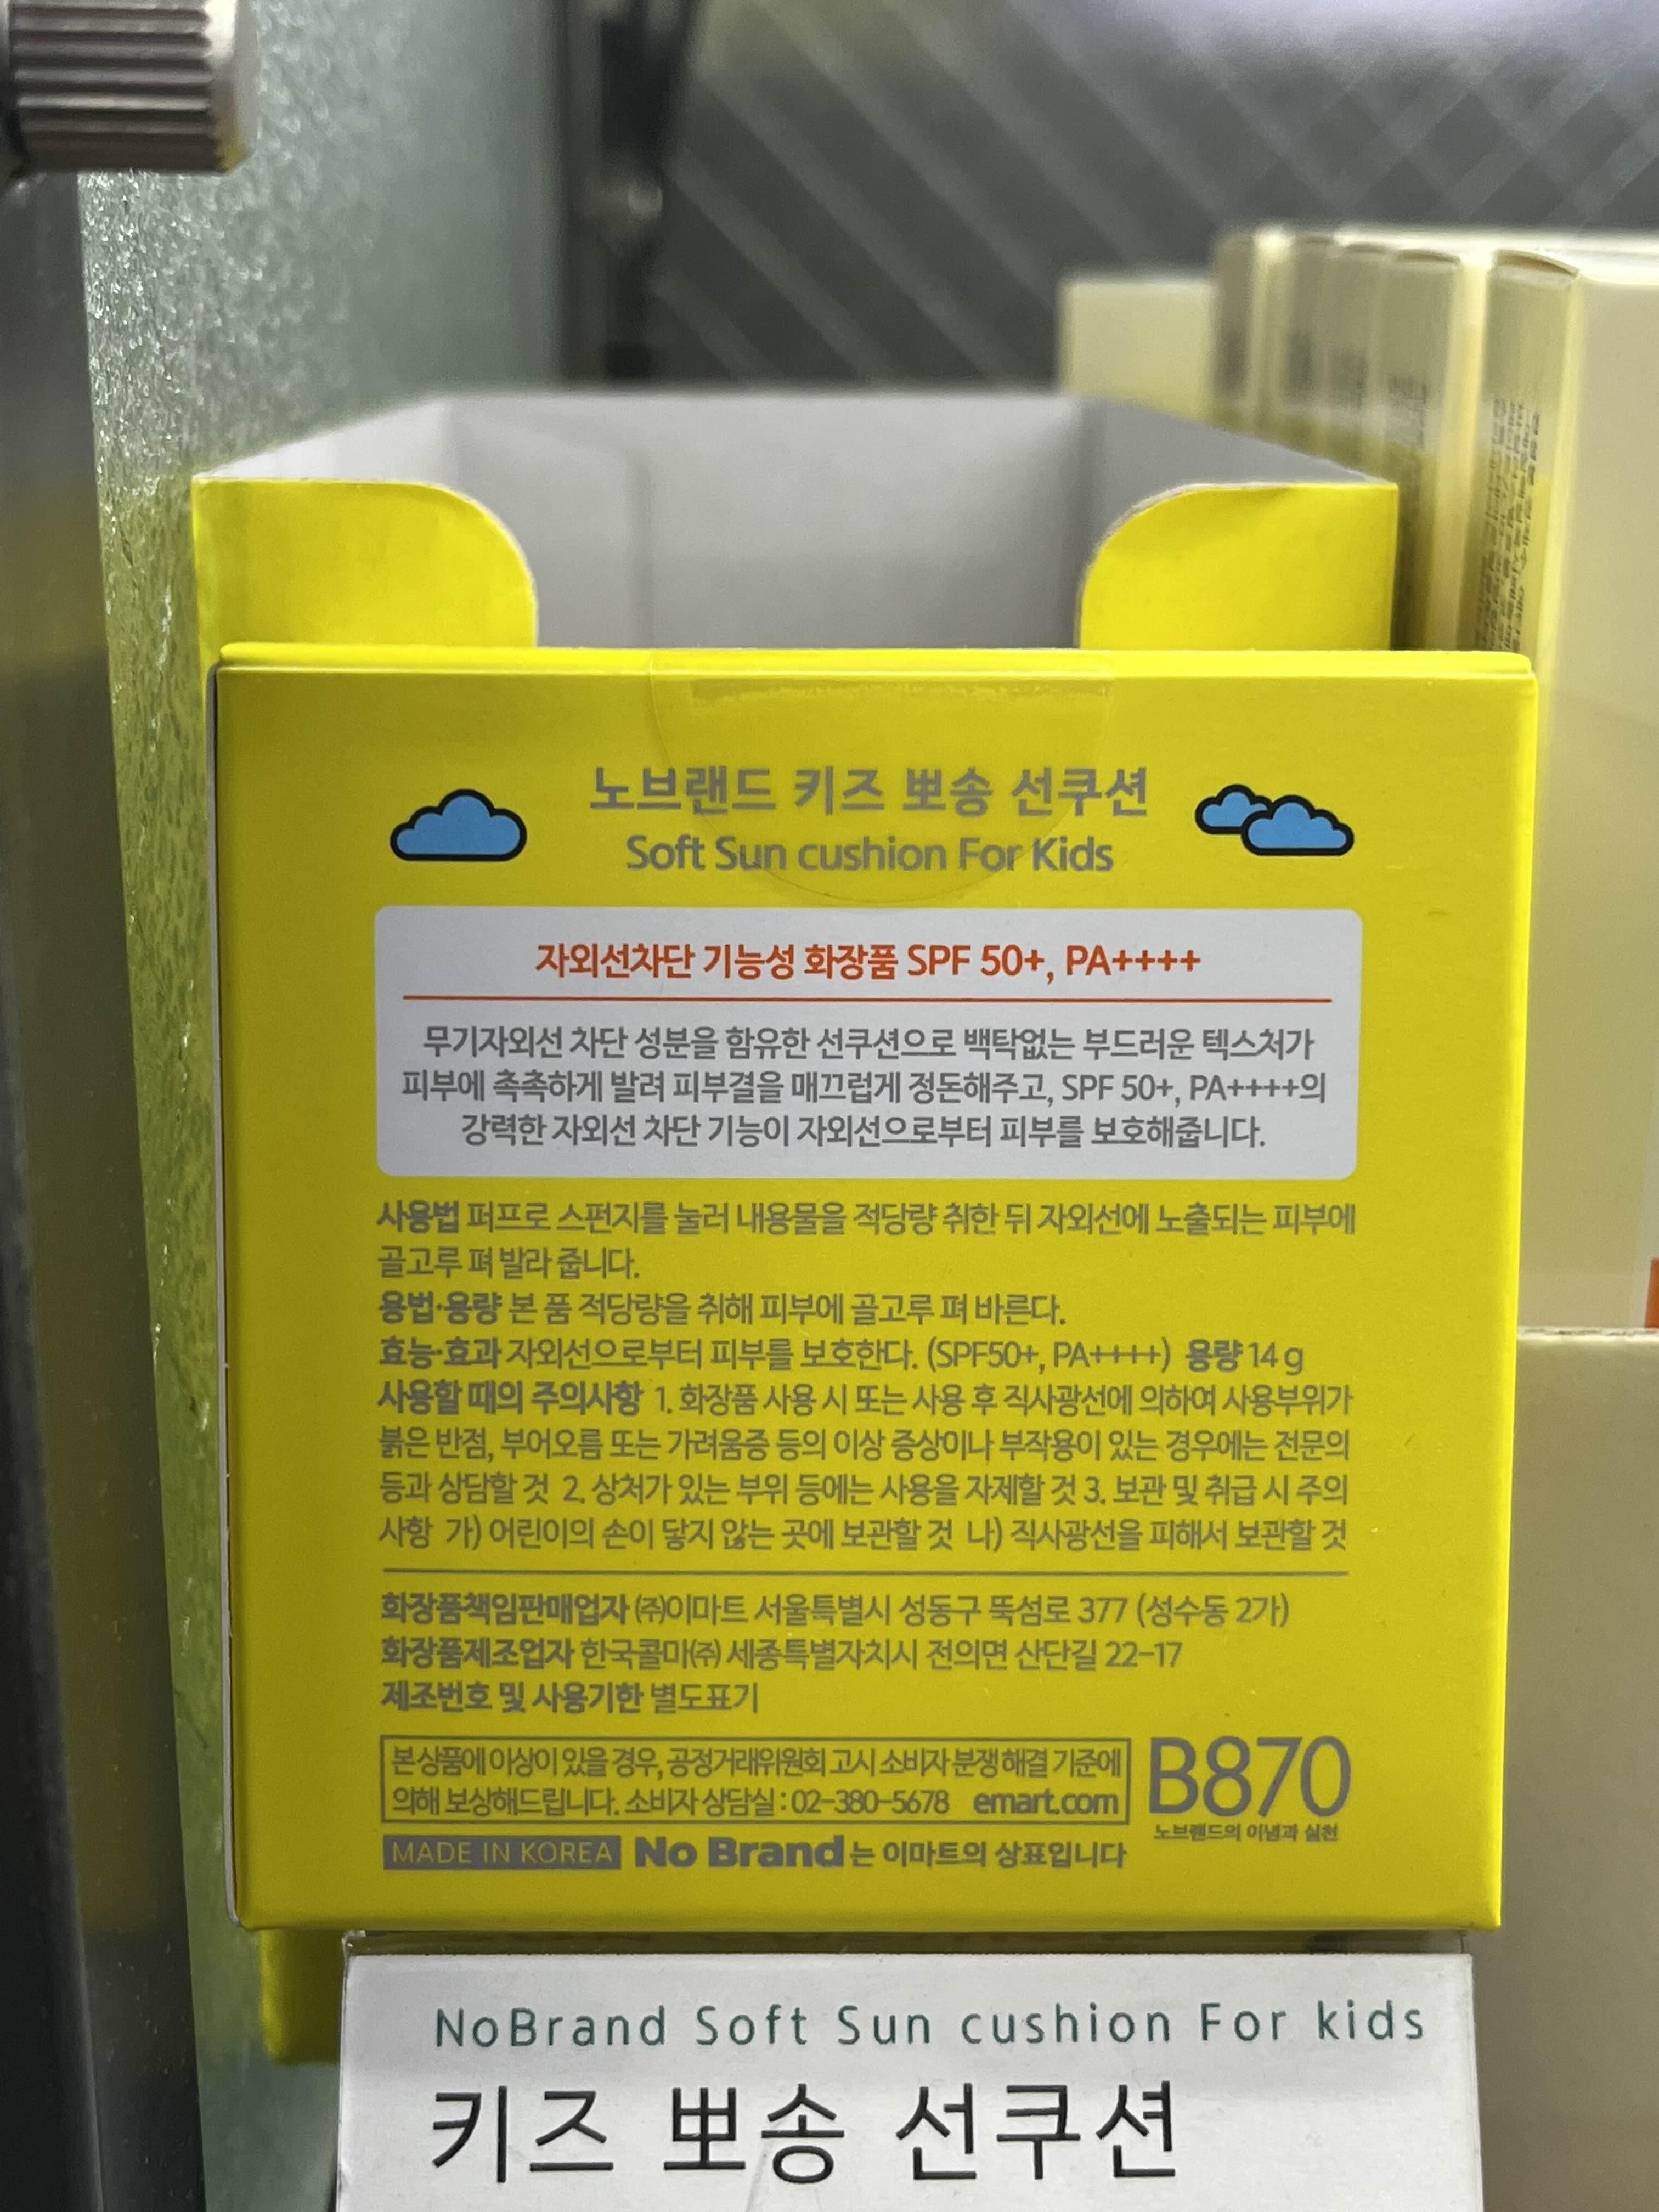 노브랜드 키즈 뽀송 선쿠션
Soft Sun cushion For Kids
자외선차단 기능성 화장품 SPF 50+, PA++++
무기자외선 차단 성분을 함유한 선쿠션으로 백탁없는 부드러운 텍스처가
피부에 촉촉하게 발려 피부결을 매끄럽게 정돈해주고, SPF 50+, PA++++의
강력한 자외선 차단 기능이 자외선으로부터 피부를 보호해줍니다.
사용법 퍼프로 스펀지를 눌러 내용물을 적당량 취한 뒤 자외선에 노출되는 피부에
골고루 펴 발라 줍니다.
용법·용량 본 품 적당량을 취해 피부에 골고루 펴 바른다.
효능·효과 자외선으로부터 피부를 보호한다. (SPF50+, PA++++) 용량 14 g
사용할 때의 주의사항 1. 화장품 사용 시 또는 사용 후 직사광선에 의하여 사용부위가
붉은 반점, 부어오름 또는 가려움증 등의 이상 증상이나 부작용이 있는 경우에는 전문의
등과 상담할 것 2. 상처가 있는 부위 등에는 사용을 자제할 것 3. 보관 및 취급 시 주의
사항 가) 어린이의 손이 닿지 않는 곳에 보관할 것 나) 직사광선을 피해서 보관할 것
화장품책임판매업자 ㈜이마트 서울특별시 성동구 뚝섬로 377 (성수동 2가)
화장품제조업자 한국콜마㈜ 세종특별자치시 전의면 산단길 22-17
제조번호 및 사용기한 별도표기
본 상품에 이상이 있을 경우, 공정거래위원회 고시 소비자 분쟁 해결 기준에
의해 보상해드립니다. 소비자 상담실 : 02-380-5678 emart.com
B870
노브랜드의 이념과 실천
MADE IN KOREA No Brand는 이마트의 상표입니다
NoBrand Soft Sun cushion For kids
키즈 뽀송 선쿠션